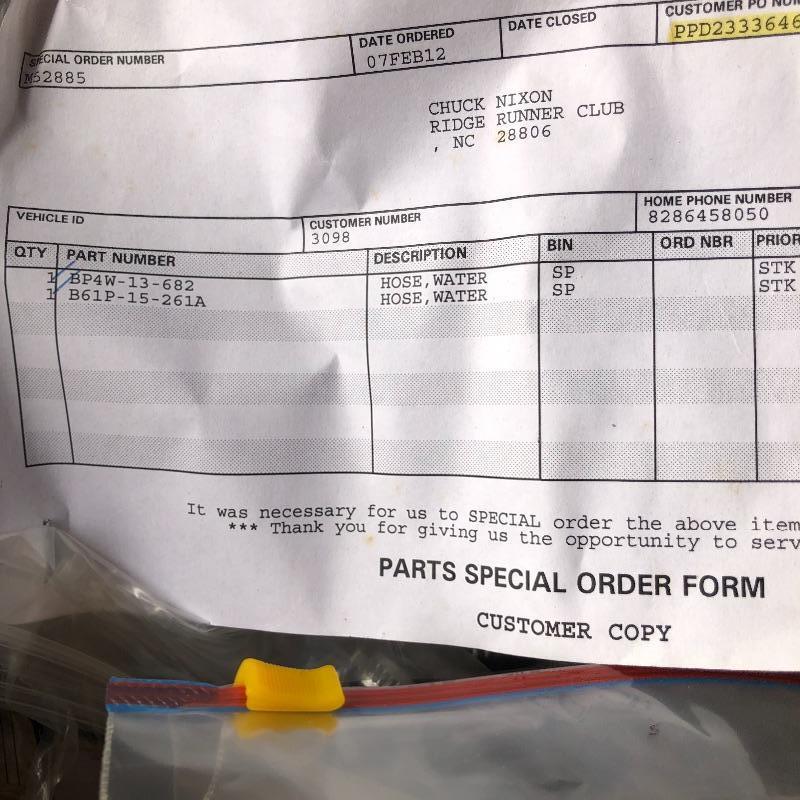 SPECIAL ORDER NUMBER
M52885
DATE ORDERED
07FEB12
DATE CLOSED
CUSTOMER PO NUM
PPD2333646
CHUCK NIXON
RIDGE RUNNER CLUB
, NC 28806
VEHICLE ID
CUSTOMER NUMBER
3098
HOME PHONE NUMBER
8286458050
QTY PART NUMBER DESCRIPTION BIN ORD NBR PRIOR
1 BP4W-13-682 HOSE,WATER SP STK
1 B61P-15-261A HOSE,WATER SP STK
It was necessary for us to SPECIAL order the above item
*** Thank you for giving us the opportunity to serv
PARTS SPECIAL ORDER FORM
CUSTOMER COPY